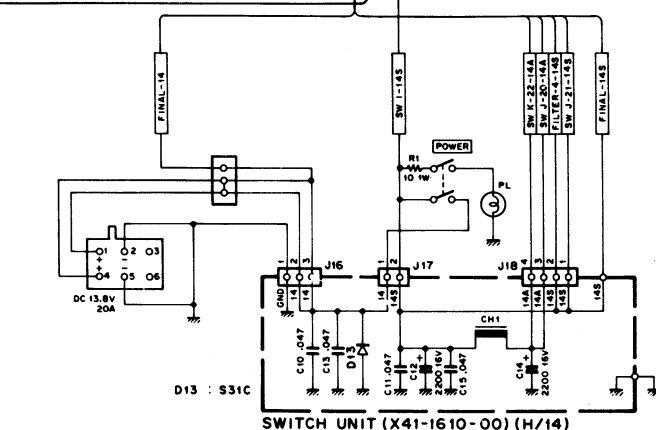 FINAL-14
SW I-14S
SW K-22-14A
SW J-20-14A
FILTER-4-14S
SW J-21-14S
FINAL-14S
POWER
R1
10 1W
PL
1 2 3
+ +
4 5 6
DC 13.8V
20A
1 2 3
J16
1 2
J17
J18
4 3 2 1
GND
14
14
14
14S
14A
14A
14S
14S
14S
CH1
C10 .047
C13 .047
D13
C11 .047
C12 2200 16V
C15 .047
C14 2200 16V
D13 : S31C
SWITCH UNIT (X41-1610-00) (H/14)